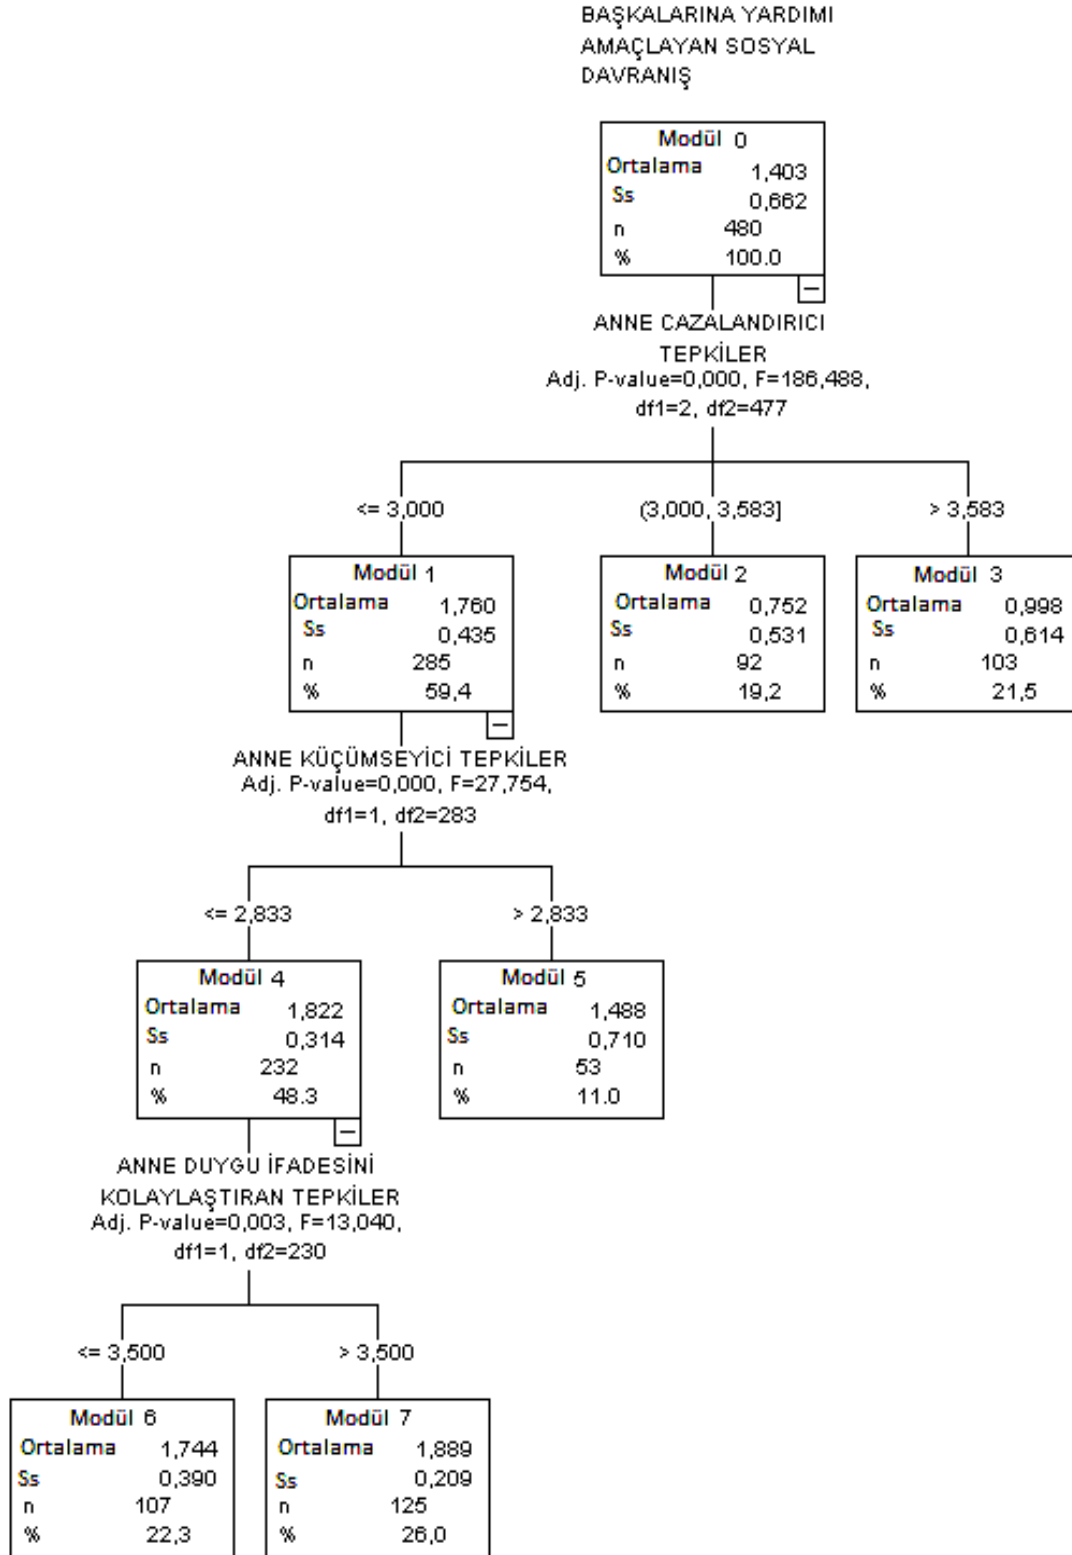 BAŞKALARINA YARDIMI
AMAÇLAYAN SOSYAL
DAVRANIŞ
Modül 0
Ortalama 1,403
Ss 0,662
n 480
% 100.0
ANNE CAZALANDIRICI
TEPKİLER
Adj. P-value=0,000, F=186,488,
df1=2, df2=477
<= 3,000
(3,000, 3,583]
> 3,583
Modül 1
Ortalama 1,760
Ss 0,435
n 285
% 59,4
Modül 2
Ortalama 0,752
Ss 0,531
n 92
% 19,2
Modül 3
Ortalama 0,998
Ss 0,614
n 103
% 21,5
ANNE KÜÇÜMSEYİCİ TEPKİLER
Adj. P-value=0,000, F=27,754,
df1=1, df2=283
<= 2,833
> 2,833
Modül 4
Ortalama 1,822
Ss 0,314
n 232
% 48.3
Modül 5
Ortalama 1,488
Ss 0,710
n 53
% 11.0
ANNE DUYGU İFADESİNİ
KOLAYLAŞTIRAN TEPKİLER
Adj. P-value=0,003, F=13,040,
df1=1, df2=230
<= 3,500
> 3,500
Modül 6
Ortalama 1,744
Ss 0,390
n 107
% 22,3
Modül 7
Ortalama 1,889
Ss 0,209
n 125
% 26,0